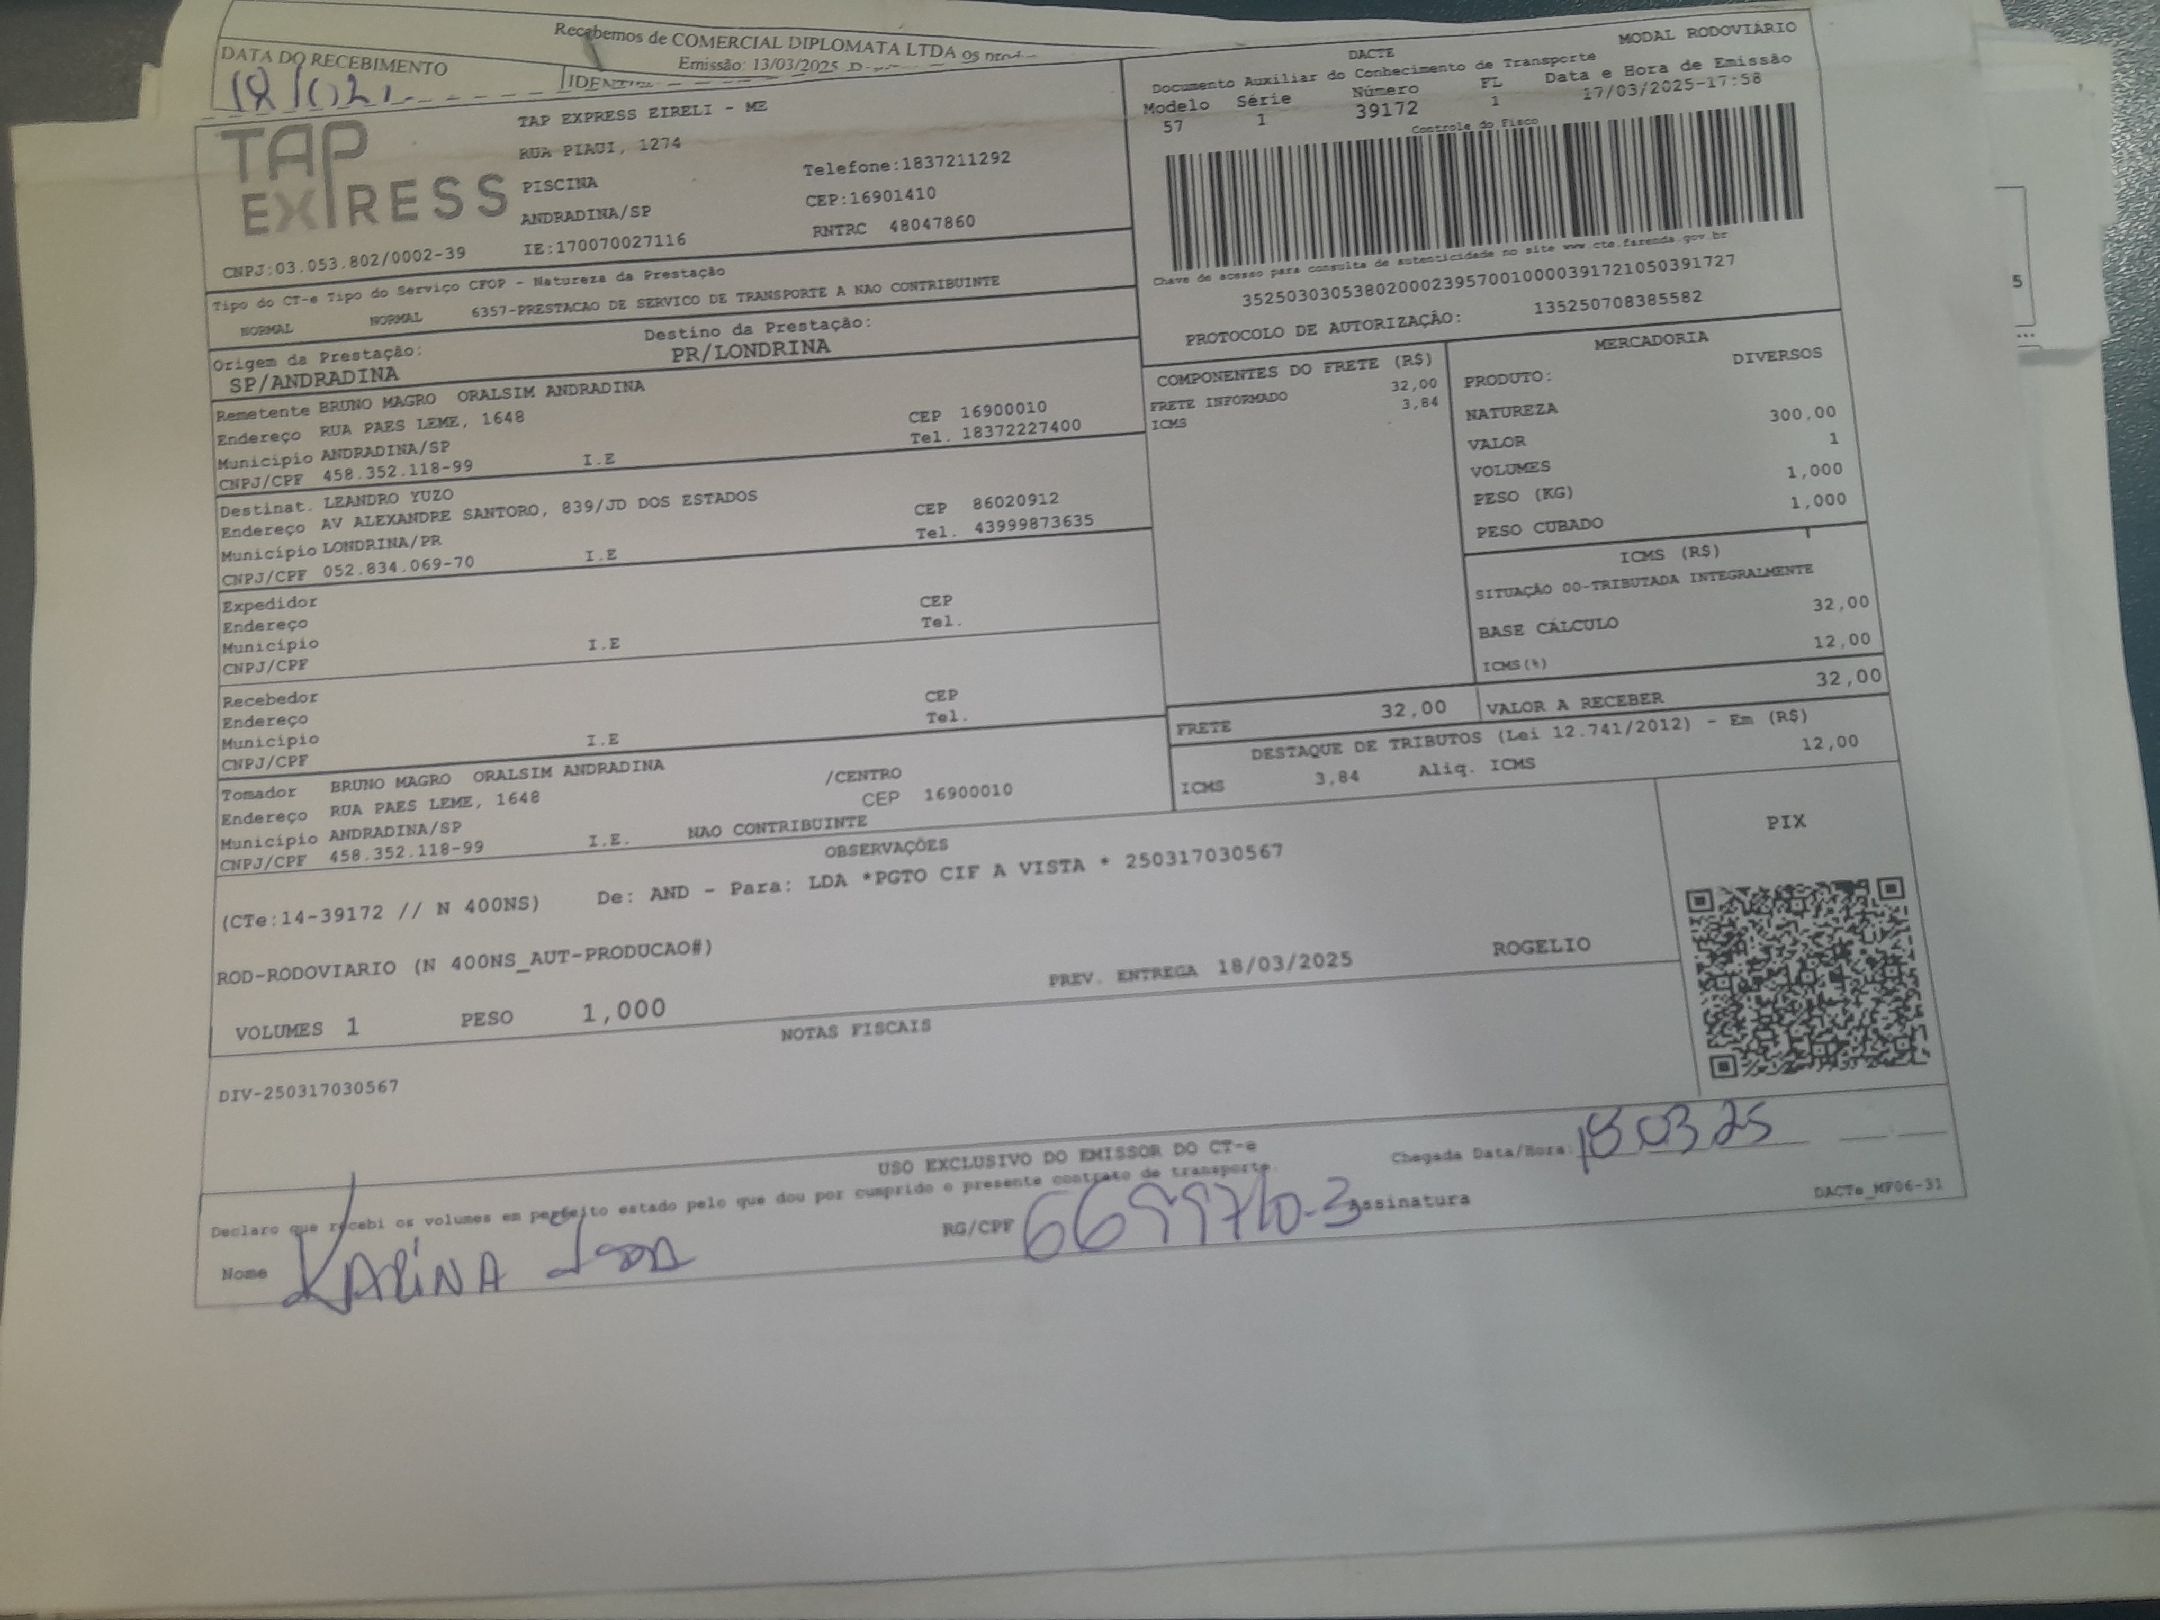 Recebemos de COMERCIAL DIPLOMATA LTDA os
Emissão: 13/03/2025
DATA DO RECEBIMENTO
TAP EXPRESS
TAP EXPRESS EIRELI - ME
RUA PIAUI, 1274
PISCINA
Telefone:1837211292
ANDRADINA/SP
CEP:16901410
CNPJ:03.053.802/0002-39
IE:170070027116
RNTRC 48047860
DACTE
MODAL RODOVIÁRIO
Documento Auxiliar do Conhecimento de Transporte
Modelo Série Número FL Data e Hora de Emissão
57 1 39172 1 17/03/2025-17:58
Controle do Fisco
Chave de acesso para consulta de autenticidade no site www.cte.fazenda.gov.br
35250303053802000239570010000391721050391727
PROTOCOLO DE AUTORIZAÇÃO: 135250708385582
Tipo do CT-e Tipo do Serviço CFOP - Natureza da Prestação
NORMAL NORMAL 6357-PRESTACAO DE SERVICO DE TRANSPORTE A NAO CONTRIBUINTE
Origem da Prestação: Destino da Prestação:
SP/ANDRADINA PR/LONDRINA
Remetente BRUNO MAGRO ORALSIM ANDRADINA
Endereço RUA PAES LEME, 1648 CEP 16900010
Município ANDRADINA/SP Tel. 18372227400
CNPJ/CPF 458.352.118-99 I.E
Destinat. LEANDRO YUZO
Endereço AV ALEXANDRE SANTORO, 839/JD DOS ESTADOS CEP 86020912
Município LONDRINA/PR Tel. 43999873635
CNPJ/CPF 052.834.069-70 I.E
Expedidor CEP
Endereço Tel.
Município I.E
CNPJ/CPF
Recebedor CEP
Endereço Tel.
Município I.E
CNPJ/CPF
Tomador BRUNO MAGRO ORALSIM ANDRADINA
Endereço RUA PAES LEME, 1648 /CENTRO
Município ANDRADINA/SP CEP 16900010
CNPJ/CPF 458.352.118-99 I.E. NAO CONTRIBUINTE
COMPONENTES DO FRETE (R$)
FRETE INFORMADO 32,00
ICMS 3,84
MERCADORIA
PRODUTO: DIVERSOS
NATUREZA
VALOR 300,00
VOLUMES 1
PESO (KG) 1,000
PESO CUBADO 1,000
ICMS (R$)
SITUAÇÃO 00-TRIBUTADA INTEGRALMENTE
BASE CÁLCULO 32,00
ICMS(%) 12,00
FRETE 32,00 VALOR A RECEBER 32,00
DESTAQUE DE TRIBUTOS (Lei 12.741/2012) - Em (R$)
ICMS 3,84 Aliq. ICMS 12,00
OBSERVAÇÕES
(CTe:14-39172 // N 400NS) De: AND - Para: LDA *PGTO CIF A VISTA * 250317030567
ROD-RODOVIARIO (N 400NS_AUT-PRODUCAO#)
PREV. ENTREGA 18/03/2025 ROGELIO
VOLUMES 1 PESO 1,000
PIX
NOTAS FISCAIS
DIV-250317030567
USO EXCLUSIVO DO EMISSOR DO CT-e
Declaro que recebi os volumes em perfeito estado pelo que dou por cumprido o presente contrato de transporte.
Chegada Data/Hora: 18 03 25
Nome KARINA
RG/CPF
Assinatura
DACTe_MF06-31
5